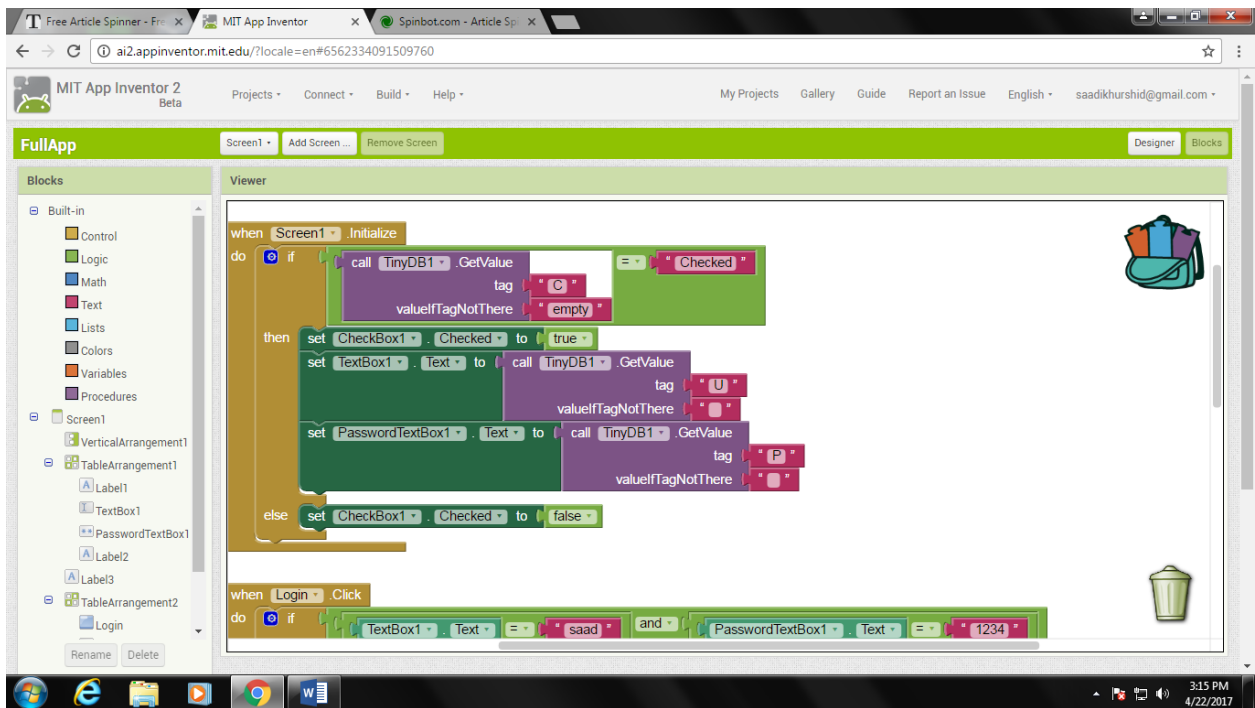 Free Article Spinner - Fre
MIT App Inventor
Spinbot.com - Article Sp
ai2.appinventor.mit.edu/?locale=en#6562334091509760
MIT App Inventor 2
Beta
Projects
Connect
Build
Help
My Projects
Gallery
Guide
Report an Issue
English
saadikhurshid@gmail.com
FullApp
Screen1
Add Screen ...
Remove Screen
Designer
Blocks
Blocks
Viewer
Built-in
Control
Logic
Math
Text
Lists
Colors
Variables
Procedures
Screen1
VerticalArrangement1
TableArrangement1
Label1
TextBox1
PasswordTextBox1
Label2
Label3
TableArrangement2
Login
Rename
Delete
when Screen1 .Initialize
do if call TinyDB1 .GetValue = " Checked "
tag " C "
valueIfTagNotThere " empty "
then set CheckBox1 . Checked to true
set TextBox1 . Text to call TinyDB1 .GetValue
tag " U "
valueIfTagNotThere " "
set PasswordTextBox1 . Text to call TinyDB1 .GetValue
tag " P "
valueIfTagNotThere " "
else set CheckBox1 . Checked to false
when Login .Click
do if TextBox1 . Text = " saad " and PasswordTextBox1 . Text = " 1234 "
3:15 PM
4/22/2017